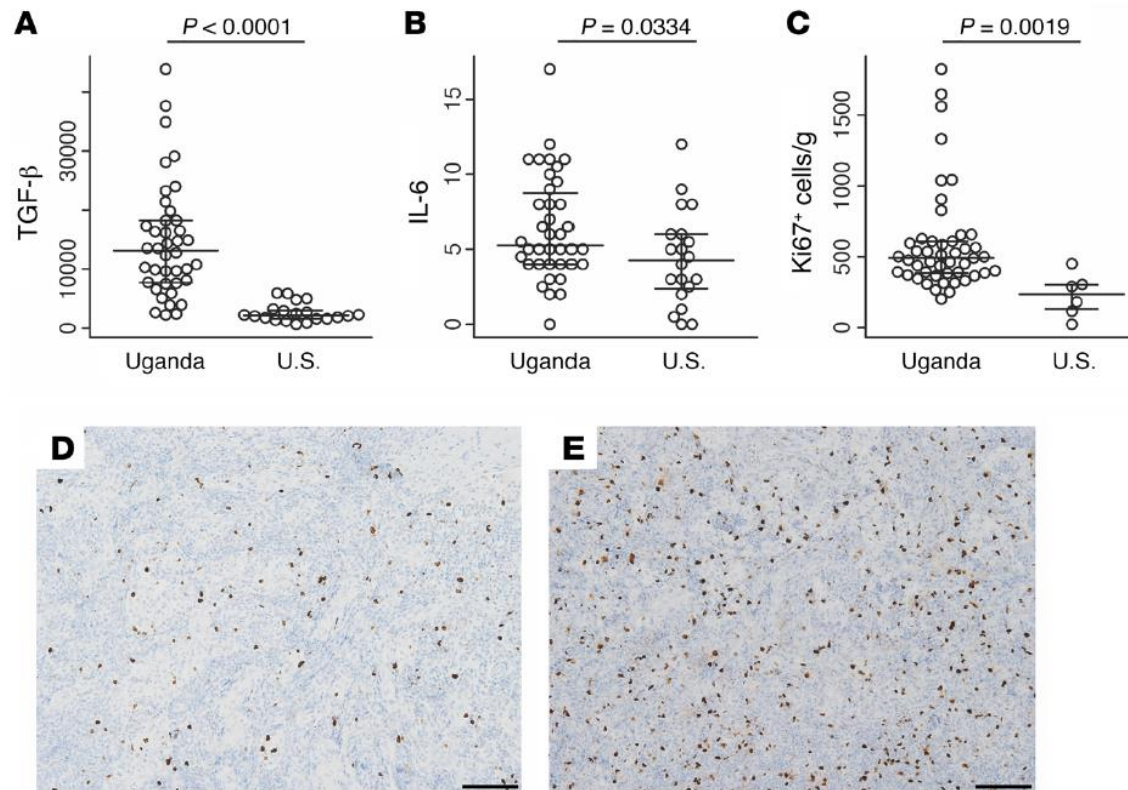 A
P < 0.0001
TGF-β
0
10000
30000
Uganda
U.S.
B
P = 0.0334
IL-6
0
5
10
15
Uganda
U.S.
C
P = 0.0019
Ki67⁺ cells/g
0
500
1000
1500
Uganda
U.S.
D
E